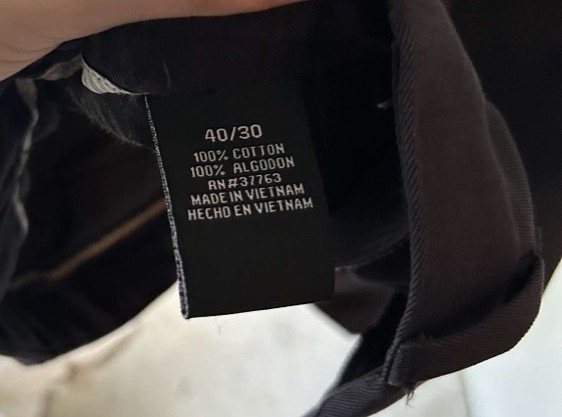 40/30
100% COTTON
100% ALGODON
RN#37763
MADE IN VIETNAM
HECHO EN VIETNAM